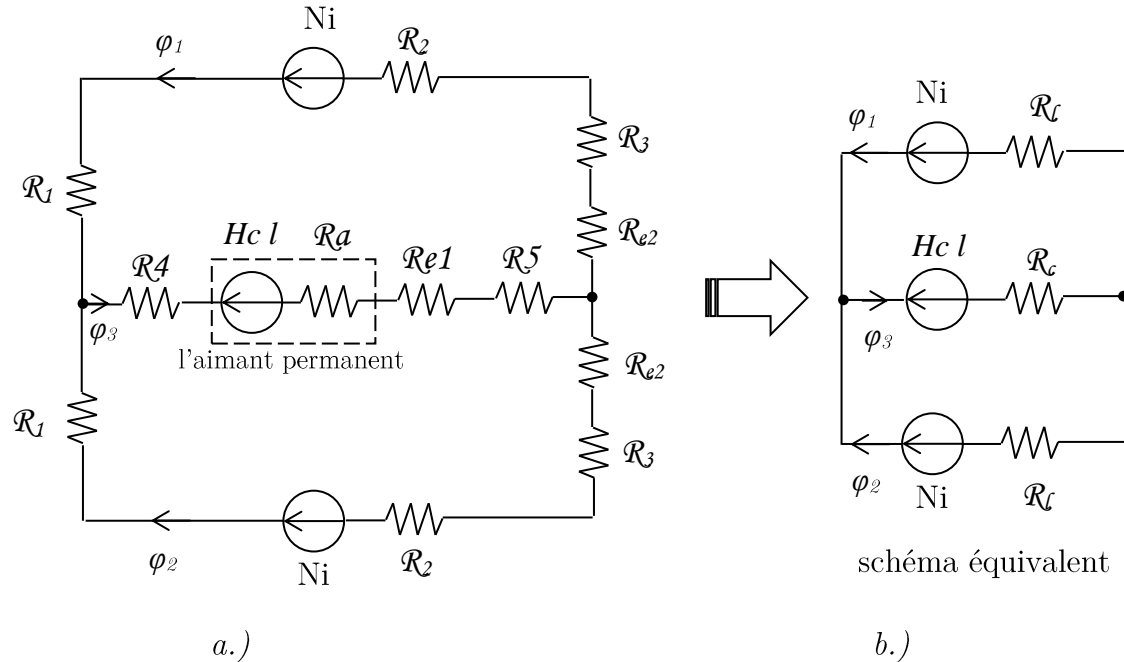 Ni
φ1
R2
R3
R1
Re2
Hc l
Ra
R4
Re1
R5
φ3
l'aimant permanent
Re2
R1
R3
φ2
Ni
R2
a.)
Ni
φ1
Rl
Hc l
Rc
φ3
φ2
Ni
Rl
schéma équivalent
b.)